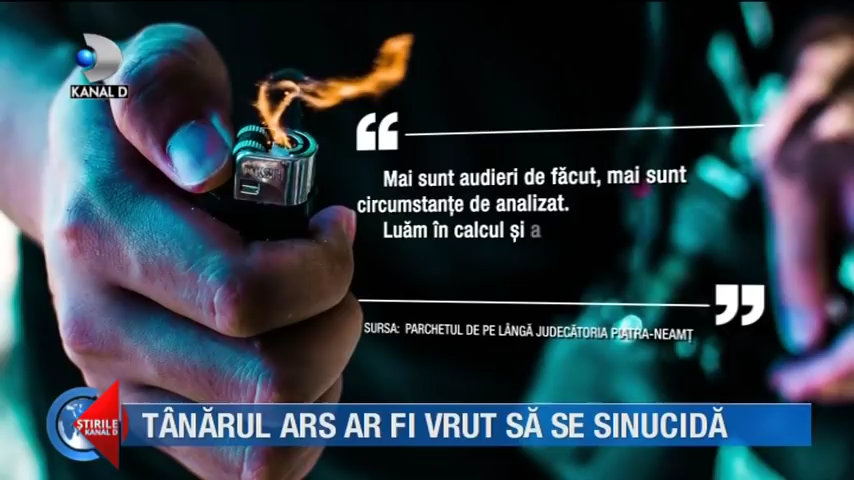 KANAL D
Mai sunt audieri de făcut, mai sunt
circumstanțe de analizat.
Luăm în calcul și a
SURSA: PARCHETUL DE PE LÂNGĂ JUDECĂTORIA PIATRA-NEAMȚ
ȘTIRILE
KANAL D
TÂNĂRUL ARS AR FI VRUT SĂ SE SINUCIDĂ